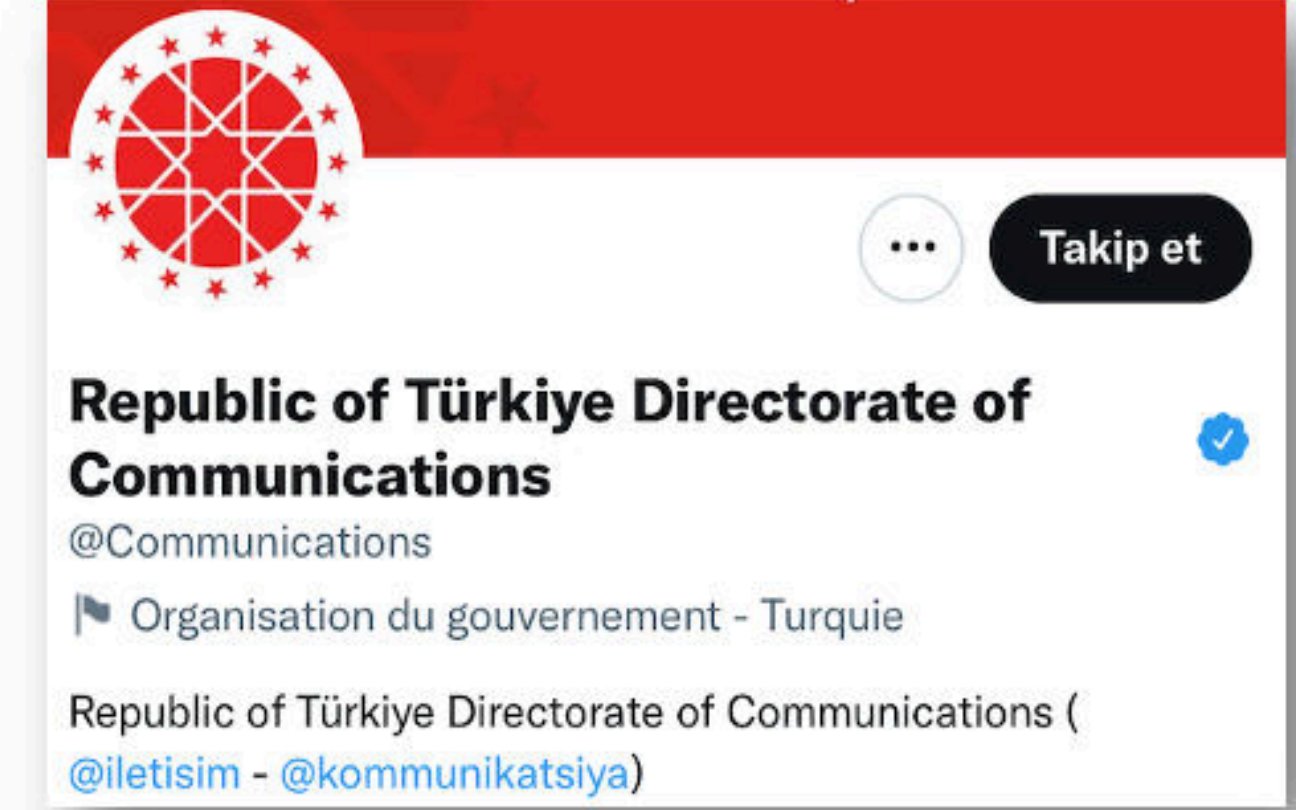 Takip et
Republic of Türkiye Directorate of
Communications
@Communications
Organisation du gouvernement - Turquie
Republic of Türkiye Directorate of Communications (
@iletisim - @kommunikatsiya)